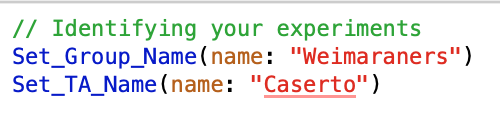 // Identifying your experiments
Set_Group_Name(name: "Weimaraners")
Set_TA_Name(name: "Caserto")